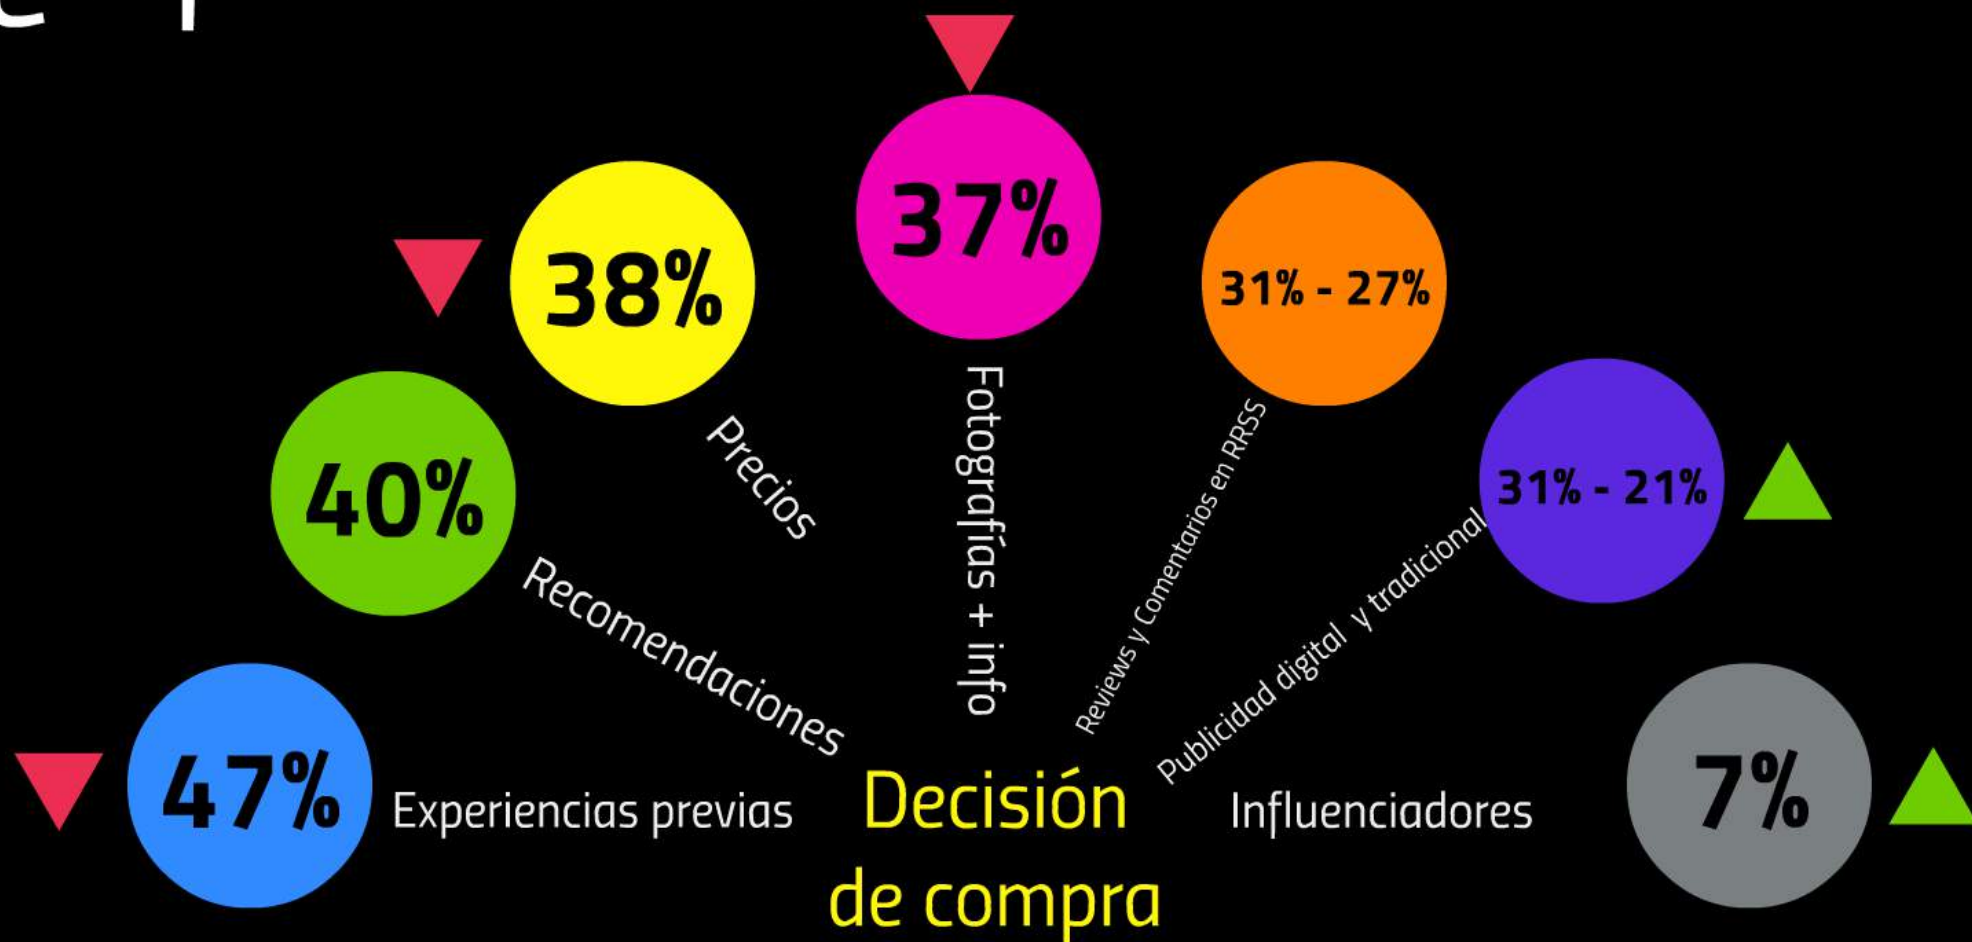 37%
38%
31% - 27%
40%
31% - 21%
47%
7%
Precios
Fotografías + info
Reviews y Comentarios en RRSS
Recomendaciones
Publicidad digital y tradicional
Experiencias previas
Influenciadores
Decisión
de compra